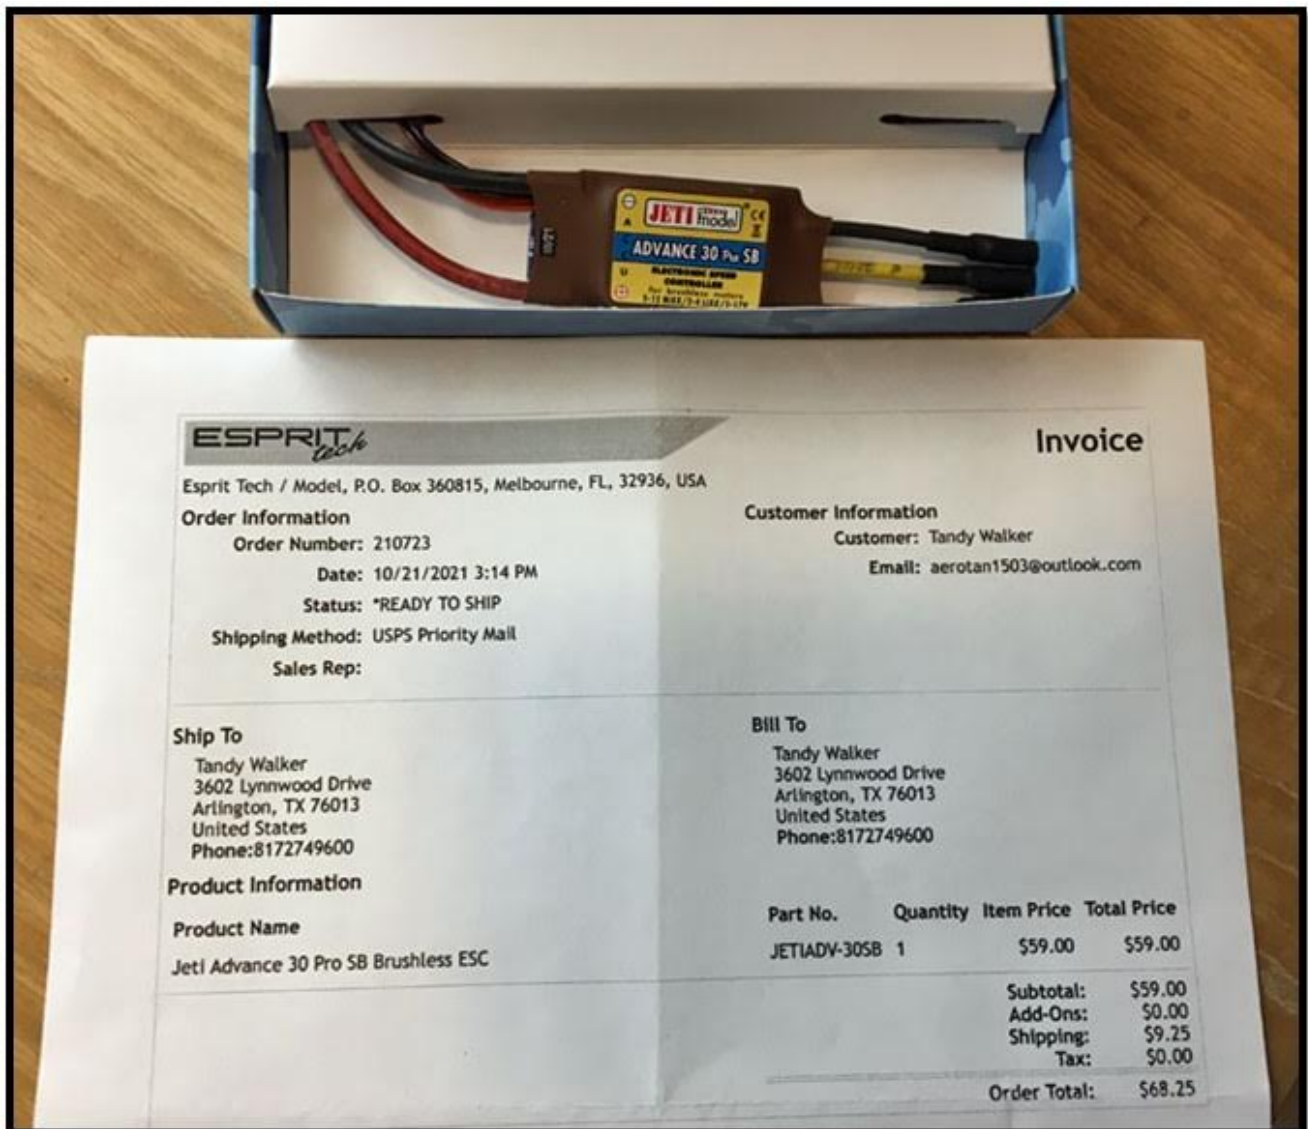 10/21
A
JETI model
CE
ADVANCE 30 Pro SB
U
ELECTRONIC SPEED
CONTROLLER
for brushless motors
ESPRIT tech
Invoice
Esprit Tech / Model, P.O. Box 360815, Melbourne, FL, 32936, USA
Order Information
Customer Information
Order Number: 210723
Customer: Tandy Walker
Date: 10/21/2021 3:14 PM
Email: aerotan1503@outlook.com
Status: *READY TO SHIP
Shipping Method: USPS Priority Mail
Sales Rep:
Ship To
Tandy Walker
3602 Lynnwood Drive
Arlington, TX 76013
United States
Phone:8172749600
Bill To
Tandy Walker
3602 Lynnwood Drive
Arlington, TX 76013
United States
Phone:8172749600
Product Information
Product Name Part No. Quantity Item Price Total Price
Jeti Advance 30 Pro SB Brushless ESC JETIADV-30SB 1 $59.00 $59.00
Subtotal: $59.00
Add-Ons: $0.00
Shipping: $9.25
Tax: $0.00
Order Total: $68.25